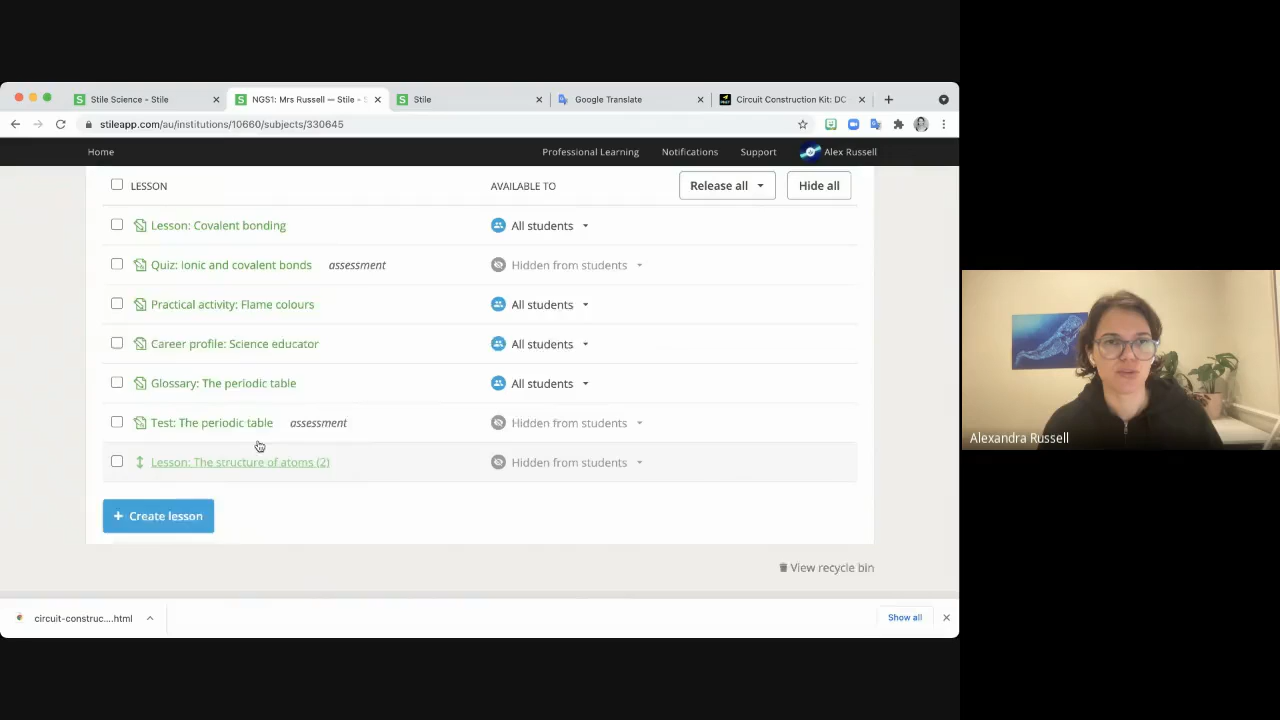 Stile Science - Stile
NGS1: Mrs Russell — Stile -
Stile
Google Translate
Circuit Construction Kit: DC
stileapp.com/au/institutions/10660/subjects/330645
Home
Professional Learning
Notifications
Support
Alex Russell
LESSON
AVAILABLE TO
Release all
Hide all
Lesson: Covalent bonding
All students
Quiz: Ionic and covalent bonds assessment
Hidden from students
Practical activity: Flame colours
All students
Career profile: Science educator
All students
Glossary: The periodic table
All students
Test: The periodic table assessment
Hidden from students
Lesson: The structure of atoms (2)
Hidden from students
+ Create lesson
View recycle bin
circuit-construc....html
Show all
Alexandra Russell